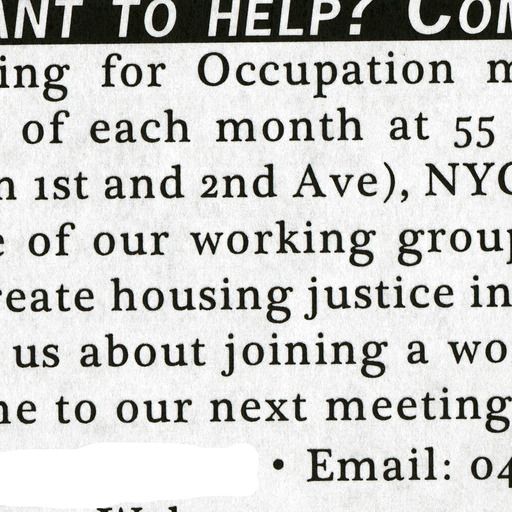 ANT TO HELP? COM
ing for Occupation m
of each month at 55
n 1st and 2nd Ave), NYC
e of our working group
reate housing justice in
us about joining a wo
ne to our next meeting
• Email: 04